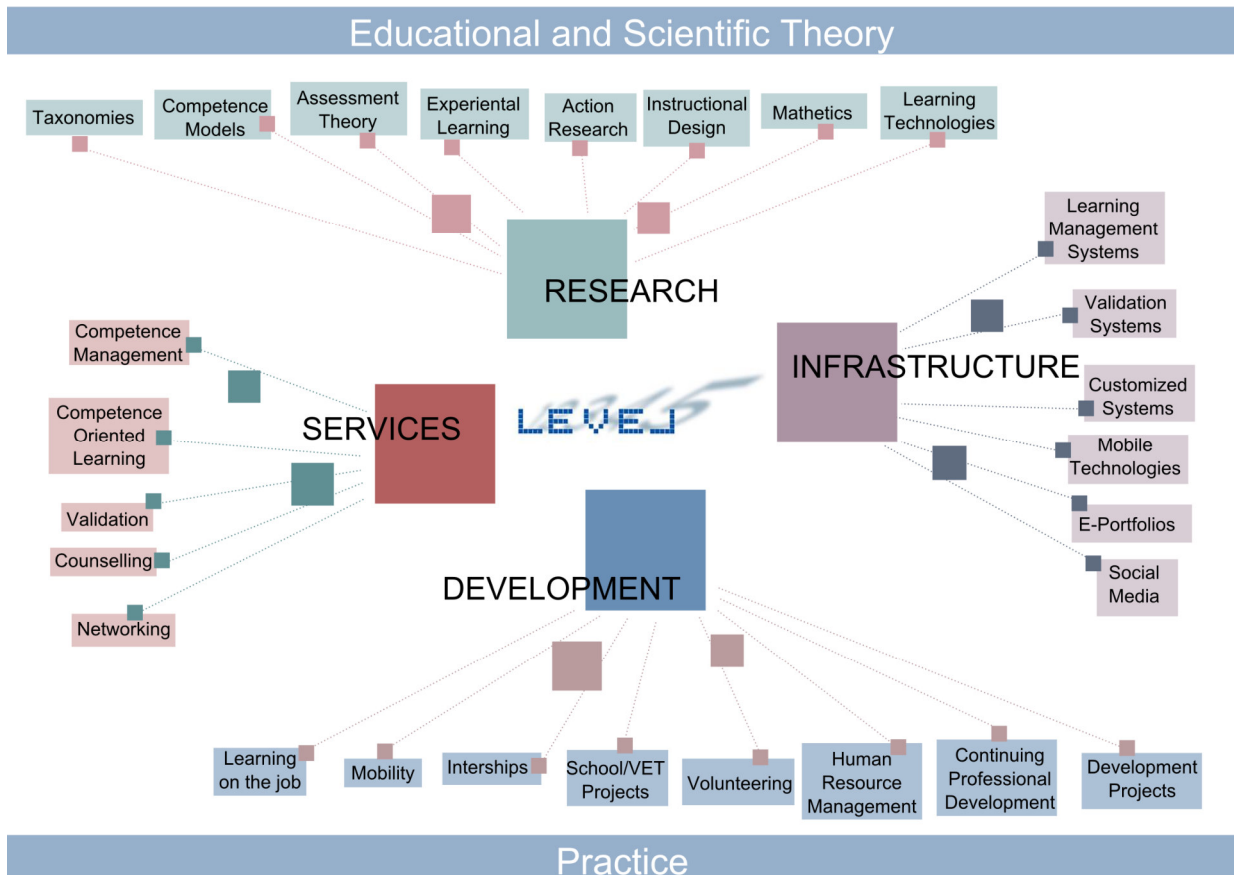 Educational and Scientific Theory
Taxonomies
Competence
Models
Assessment
Theory
Experiential
Learning
Action
Research
Instructional
Design
Mathetics
Learning
Technologies
RESEARCH
Learning
Management
Systems
Validation
Systems
INFRASTRUCTURE
Customized
Systems
Mobile
Technologies
E-Portfolios
Social
Media
Competence
Management
Competence
Oriented
Learning
SERVICES
Validation
Counselling
Networking
LEVEL
12345
DEVELOPMENT
Learning
on the job
Mobility
Interships
School/VET
Projects
Volunteering
Human
Resource
Management
Continuing
Professional
Development
Development
Projects
Practice